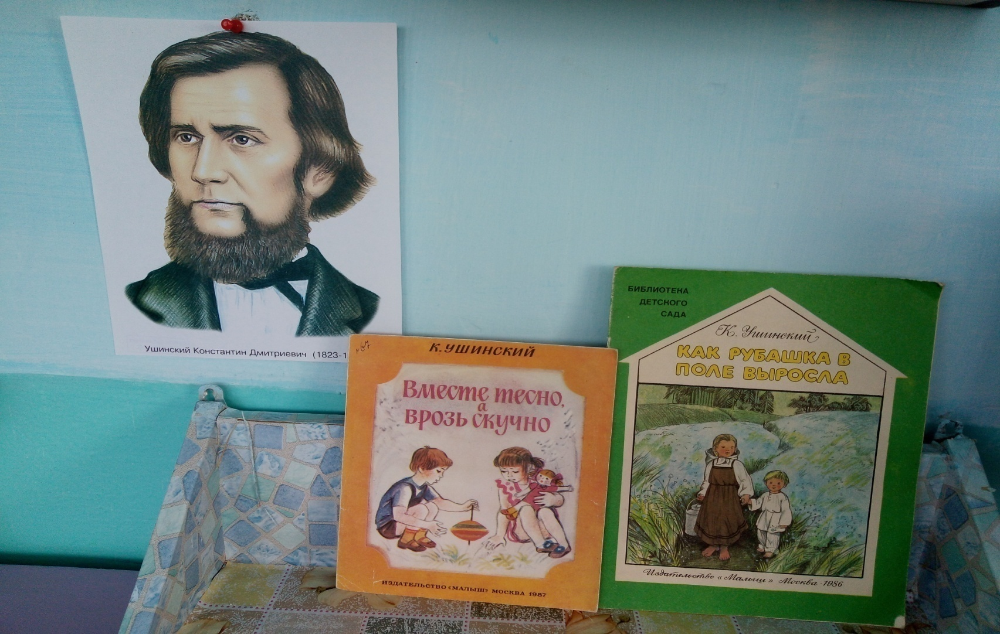 Ушинский Константин Дмитриевич (1823-1
№67
К. УШИНСКИЙ
Вместе тесно,
а
врозь скучно
ИЗДАТЕЛЬСТВО «МАЛЫШ» МОСКВА 1987
БИБЛИОТЕКА
ДЕТСКОГО
САДА
К. Ушинский
КАК РУБАШКА В
ПОЛЕ ВЫРОСЛА
Издательство «Малыш» Москва · 1986